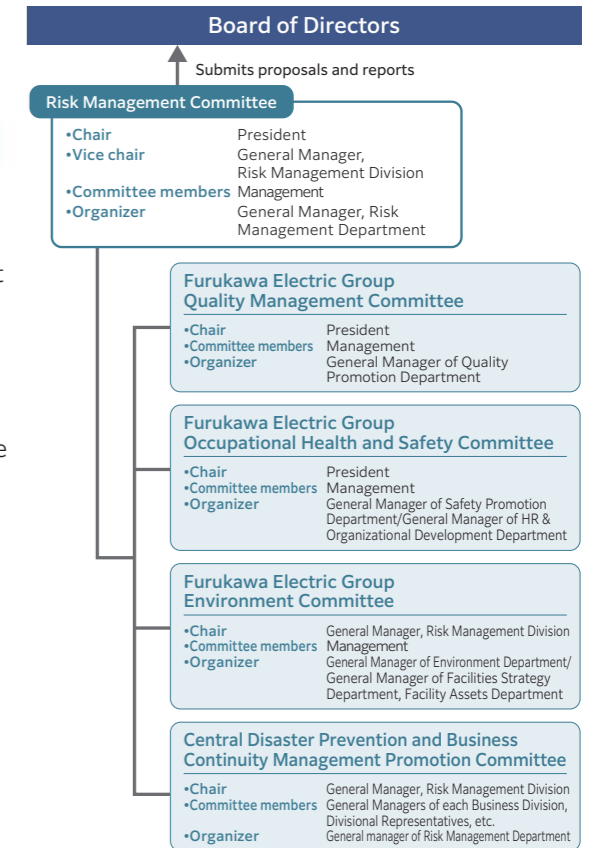 Board of Directors
Submits proposals and reports
Risk Management Committee
•Chair President
•Vice chair General Manager,
Risk Management Division
•Committee members Management
•Organizer General Manager, Risk
Management Department
Furukawa Electric Group
Quality Management Committee
•Chair President
•Committee members Management
•Organizer General Manager of Quality
Promotion Department
Furukawa Electric Group
Occupational Health and Safety Committee
•Chair President
•Committee members Management
•Organizer General Manager of Safety Promotion
Department/General Manager of HR &
Organizational Development Department
Furukawa Electric Group
Environment Committee
•Chair General Manager, Risk Management Division
•Committee members Management
•Organizer General Manager of Environment Department/
General Manager of Facilities Strategy
Department, Facility Assets Department
Central Disaster Prevention and Business
Continuity Management Promotion Committee
•Chair General Manager, Risk Management Division
•Committee members General Managers of each Business Division,
Divisional Representatives, etc.
•Organizer General manager of Risk Management Department